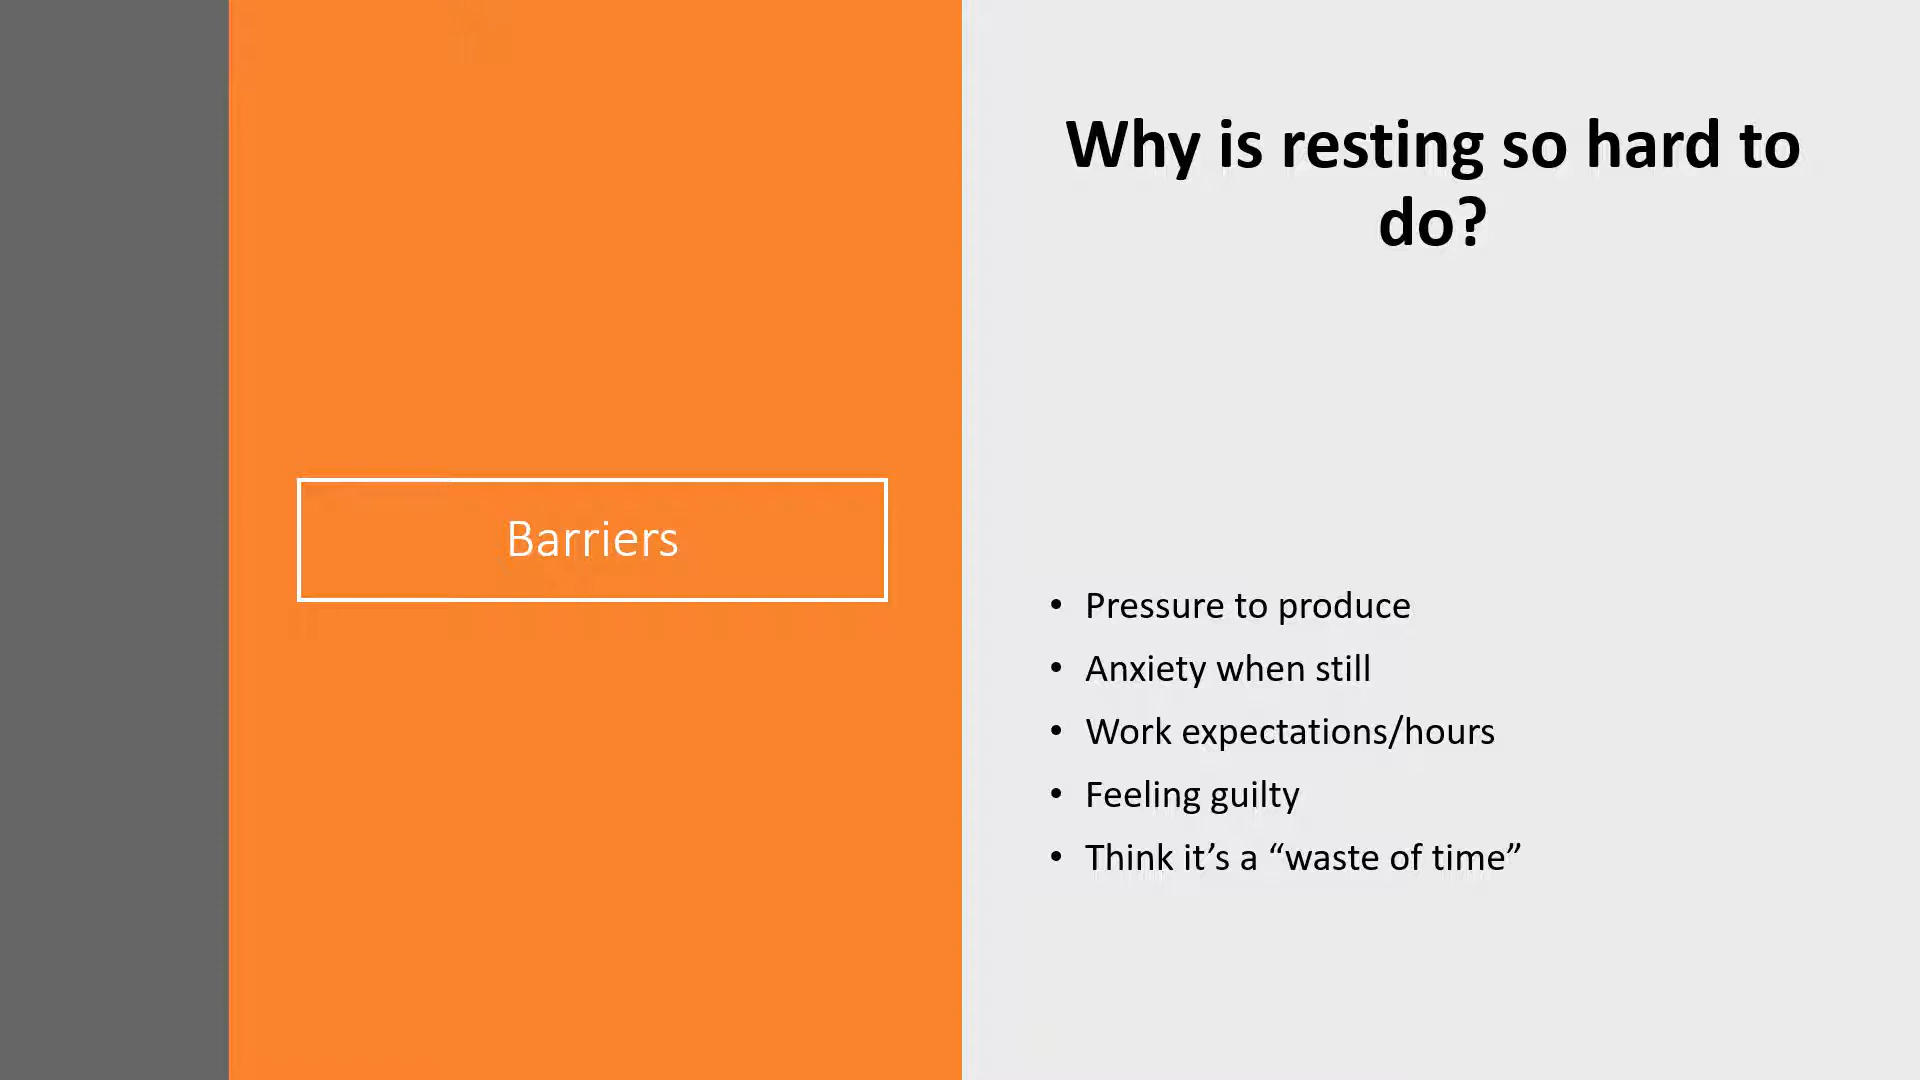 Barriers
Why is resting so hard to
do?
• Pressure to produce
• Anxiety when still
• Work expectations/hours
• Feeling guilty
• Think it’s a “waste of time”